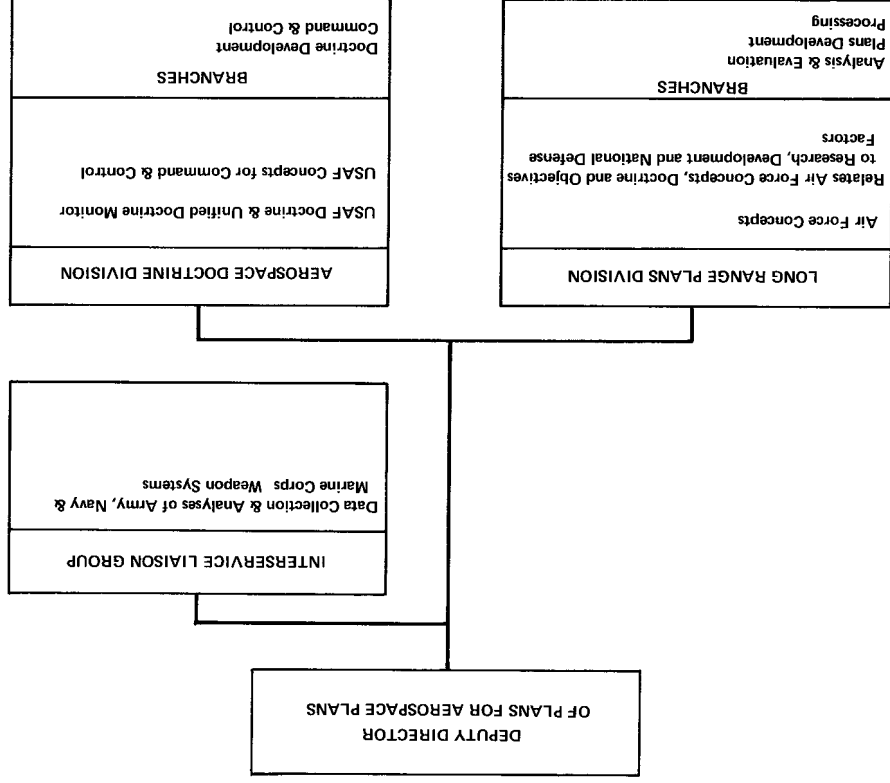 DEPUTY DIRECTOR
OF PLANS FOR AEROSPACE PLANS
INTERSERVICE LIAISON GROUP
Data Collection & Analyses of Army, Navy &
Marine Corps Weapon Systems
LONG RANGE PLANS DIVISION
Air Force Concepts
Relates Air Force Concepts, Doctrine and Objectives
to Research, Development and National Defense
Factors
BRANCHES
Analysis & Evaluation
Plans Development
Processing
AEROSPACE DOCTRINE DIVISION
USAF Doctrine & Unified Doctrine Monitor
USAF Concepts for Command & Control
BRANCHES
Doctrine Development
Command & Control